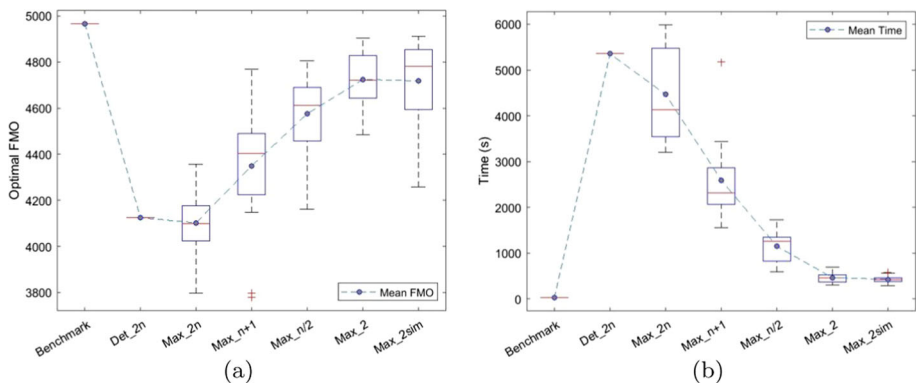 5000
4800
4600
4400
4200
4000
3800
Optimal FMO
Mean FMO
Benchmark
Det_2n
Max_2n
Max_n+1
Max_n/2
Max_2
Max_2sim
(a)
6000
5000
4000
3000
2000
1000
0
Time (s)
Mean Time
Benchmark
Det_2n
Max_2n
Max_n+1
Max_n/2
Max_2
Max_2sim
(b)